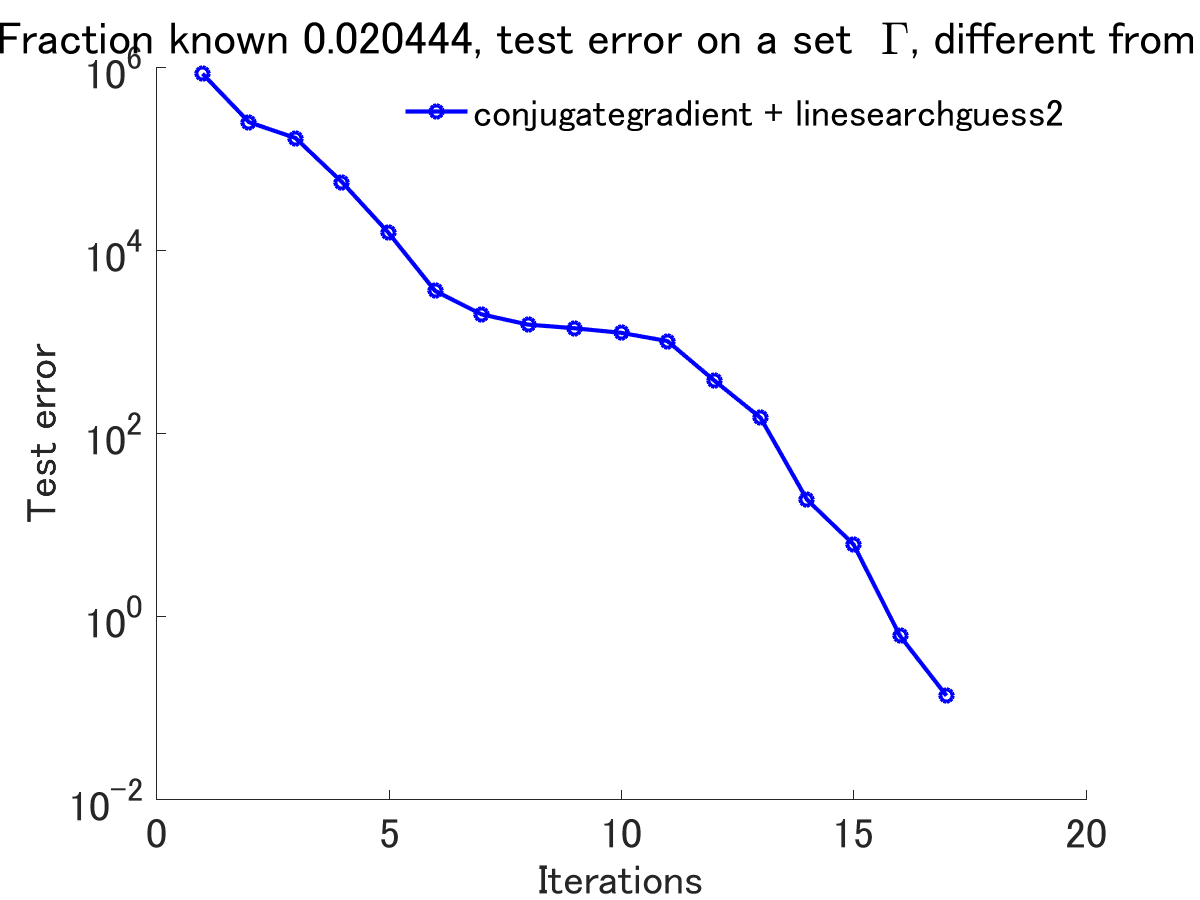 Fraction known 0.020444, test error on a set Γ, different from
10^6
conjugategradient + linesearchguess2
10^4
10^2
10^0
10^-2
Test error
0 5 10 15 20
Iterations